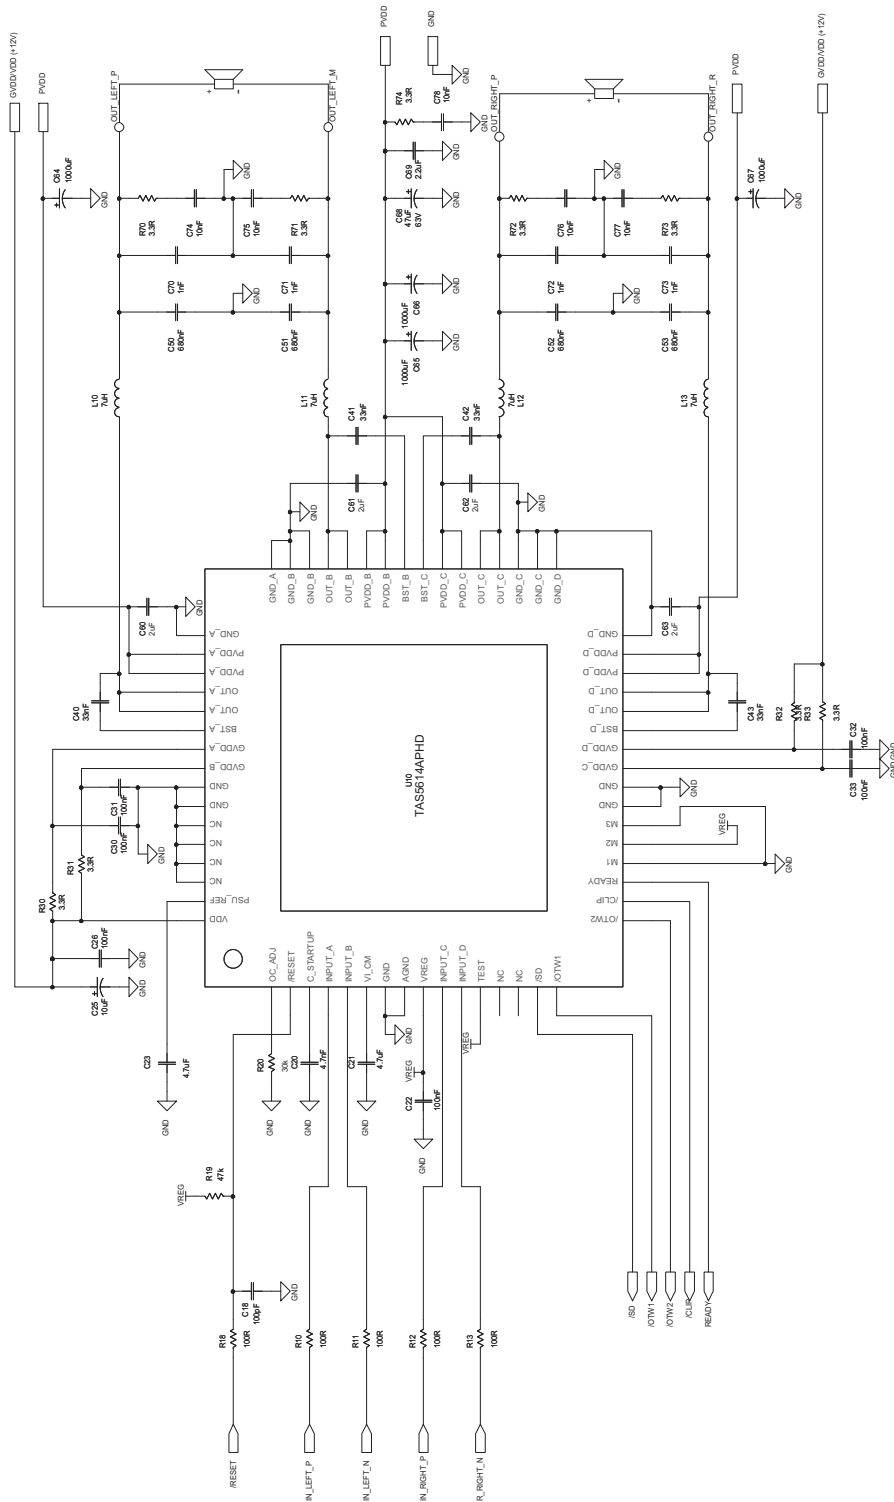 GVDD/VDD (+12V)
PVDD
C64
1000uF
GND
OUT_LEFT_P
+
-
OUT_LEFT_M
R70
3.3R
C74
10nF
GND
C75
10nF
R71
3.3R
C70
1nF
C71
1nF
C50
680nF
GND
C51
680nF
L10
7uH
L11
7uH
PVDD
GND
GND
R74
3.3R
C78
10nF
GND
C69
2.2uF
GND
C68
47uF
63V
GND
1000uF
C66
GND
1000uF
C65
GND
OUT_RIGHT_P
+
-
OUT_RIGHT_R
R72
3.3R
C76
10nF
GND
C77
10nF
R73
3.3R
C72
1nF
C73
1nF
C52
680nF
GND
C53
680nF
L12
7uH
L13
7uH
PVDD
C67
1000uF
GND
GVDD/VDD (+12V)
C41
33nF
C42
33nF
C61
2uF
GND
C62
2uF
GND
GND_A
GND_B
GND_B
OUT_B
OUT_B
PVDD_B
PVDD_B
BST_B
BST_C
PVDD_C
PVDD_C
OUT_C
OUT_C
GND_C
GND_C
GND_D
C60
2uF
GND
C40
33nF
C31
100nF
C30
100nF
GND
R31
3.3R
R30
3.3R
C26
100nF
GND
C25
10uF
GND
GND_A
PVDD_A
PVDD_A
OUT_A
OUT_A
BST_A
GVDD_A
GVDD_B
GND
GND
NC
NC
NC
NC
PSU_REF
VDD
U10
TAS5614APHD
GND_D
PVDD_D
PVDD_D
OUT_D
OUT_D
BST_D
GVDD_D
GVDD_C
GND
GND
M3
M2
M1
READY
/CLIP
/OTW2
C63
2uF
C43
33nF
R32
3.3R
R33
3.3R
C32
100nF
GND
C33
100nF
GND
GND
VREG
GND
OC_ADJ
/RESET
C_STARTUP
INPUT_A
INPUT_B
VI_CM
GND
AGND
VREG
INPUT_C
INPUT_D
TEST
NC
NC
/SD
/OTW1
C23
4.7uF
GND
R20
30k
GND
C20
4.7nF
GND
C21
4.7uF
GND
GND
VREG
VREG
C22
100nF
GND
VREG
R19
47k
C18
100pF
GND
R18
100R
R10
100R
R11
100R
R12
100R
R13
100R
/RESET
IN_LEFT_P
IN_LEFT_N
IN_RIGHT_P
R_RIGHT_N
/SD
/OTW1
/OTW2
/CLIP
READY